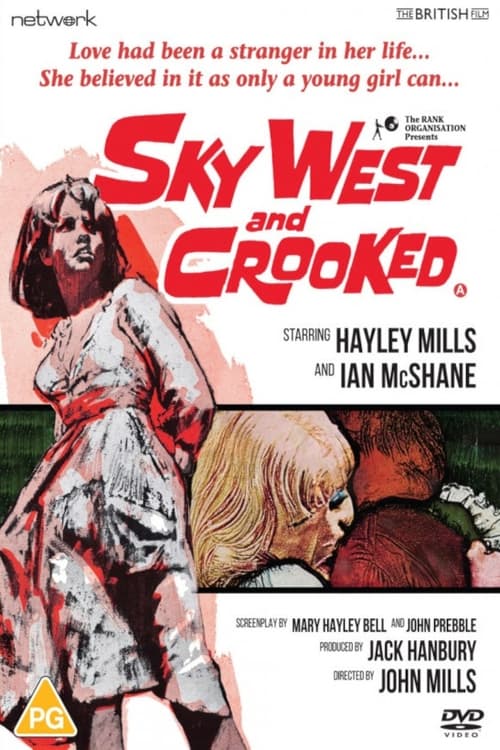 network
THE BRITISH FILM
Love had been a stranger in her life...
She believed in it as only a young girl can...
The RANK
ORGANISATION
Presents
SKY WEST
and
CROOKED
A
STARRING HAYLEY MILLS
AND IAN McSHANE
SCREENPLAY BY MARY HAYLEY BELL AND JOHN PREBBLE
PRODUCED BY JACK HANBURY
DIRECTED BY JOHN MILLS
PG
DVD
VIDEO